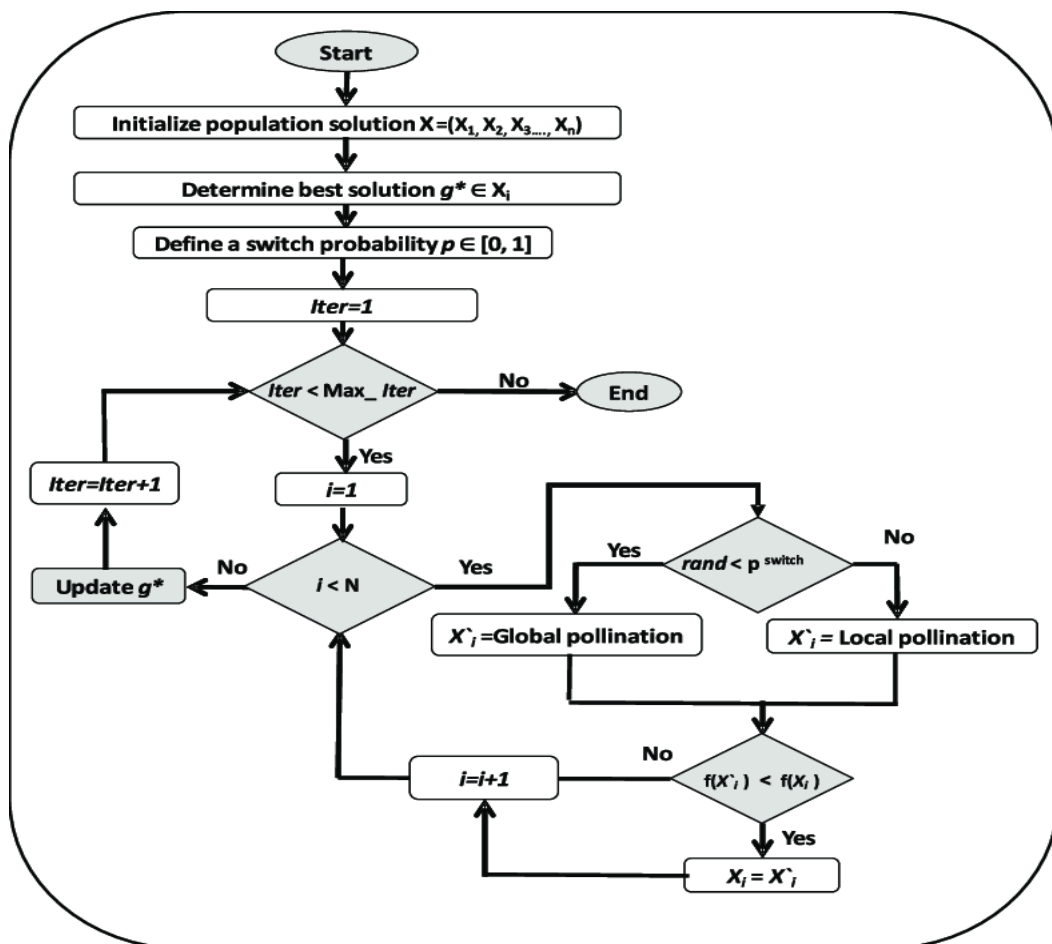 Start
Initialize population solution X=(X₁, X₂, X₃...., Xₙ)
Determine best solution g* ∈ Xᵢ
Define a switch probability p ∈ [0, 1]
Iter=1
Iter < Max_ Iter
No
End
Yes
Iter=Iter+1
i=1
i < N
No
Update g*
Yes
rand < p switch
Yes
No
X`ᵢ =Global pollination
X`ᵢ = Local pollination
f(X`ᵢ ) < f(Xᵢ )
No
i=i+1
Yes
Xᵢ = X`ᵢ